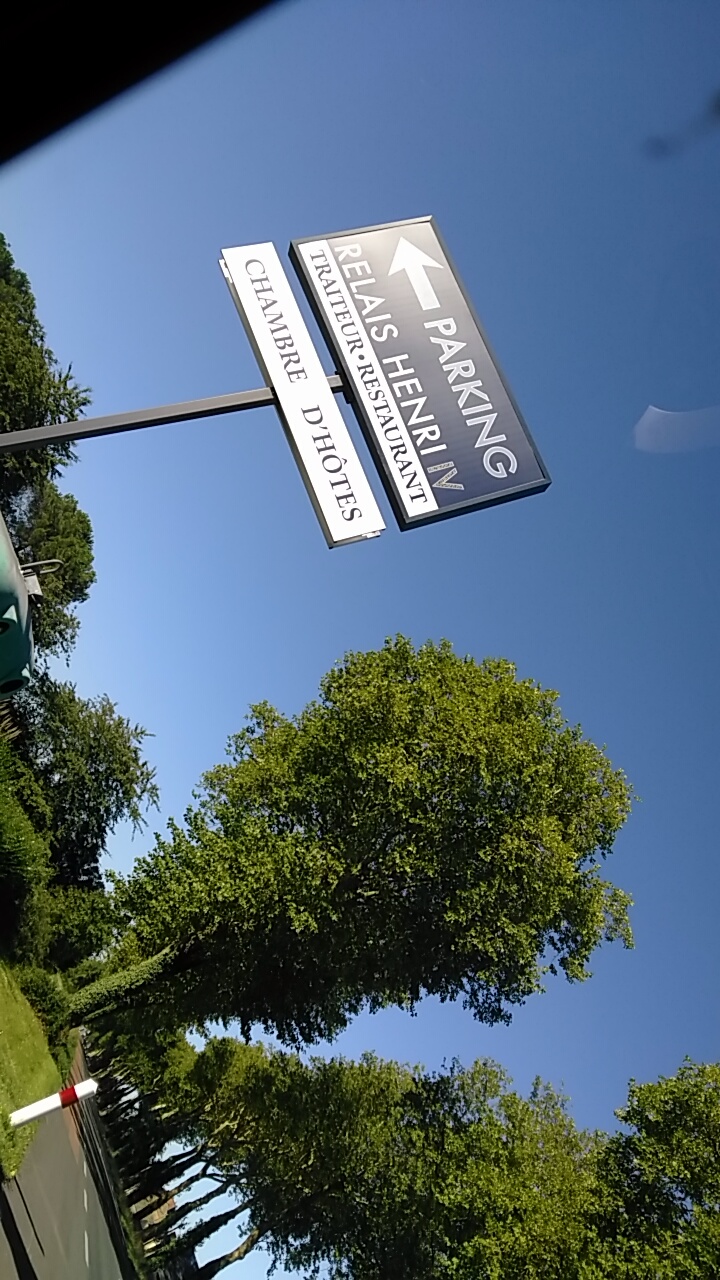 PARKING
RELAIS HENRI IV
TRAITEUR • RESTAURANT
CHAMBRE D'HÔTES